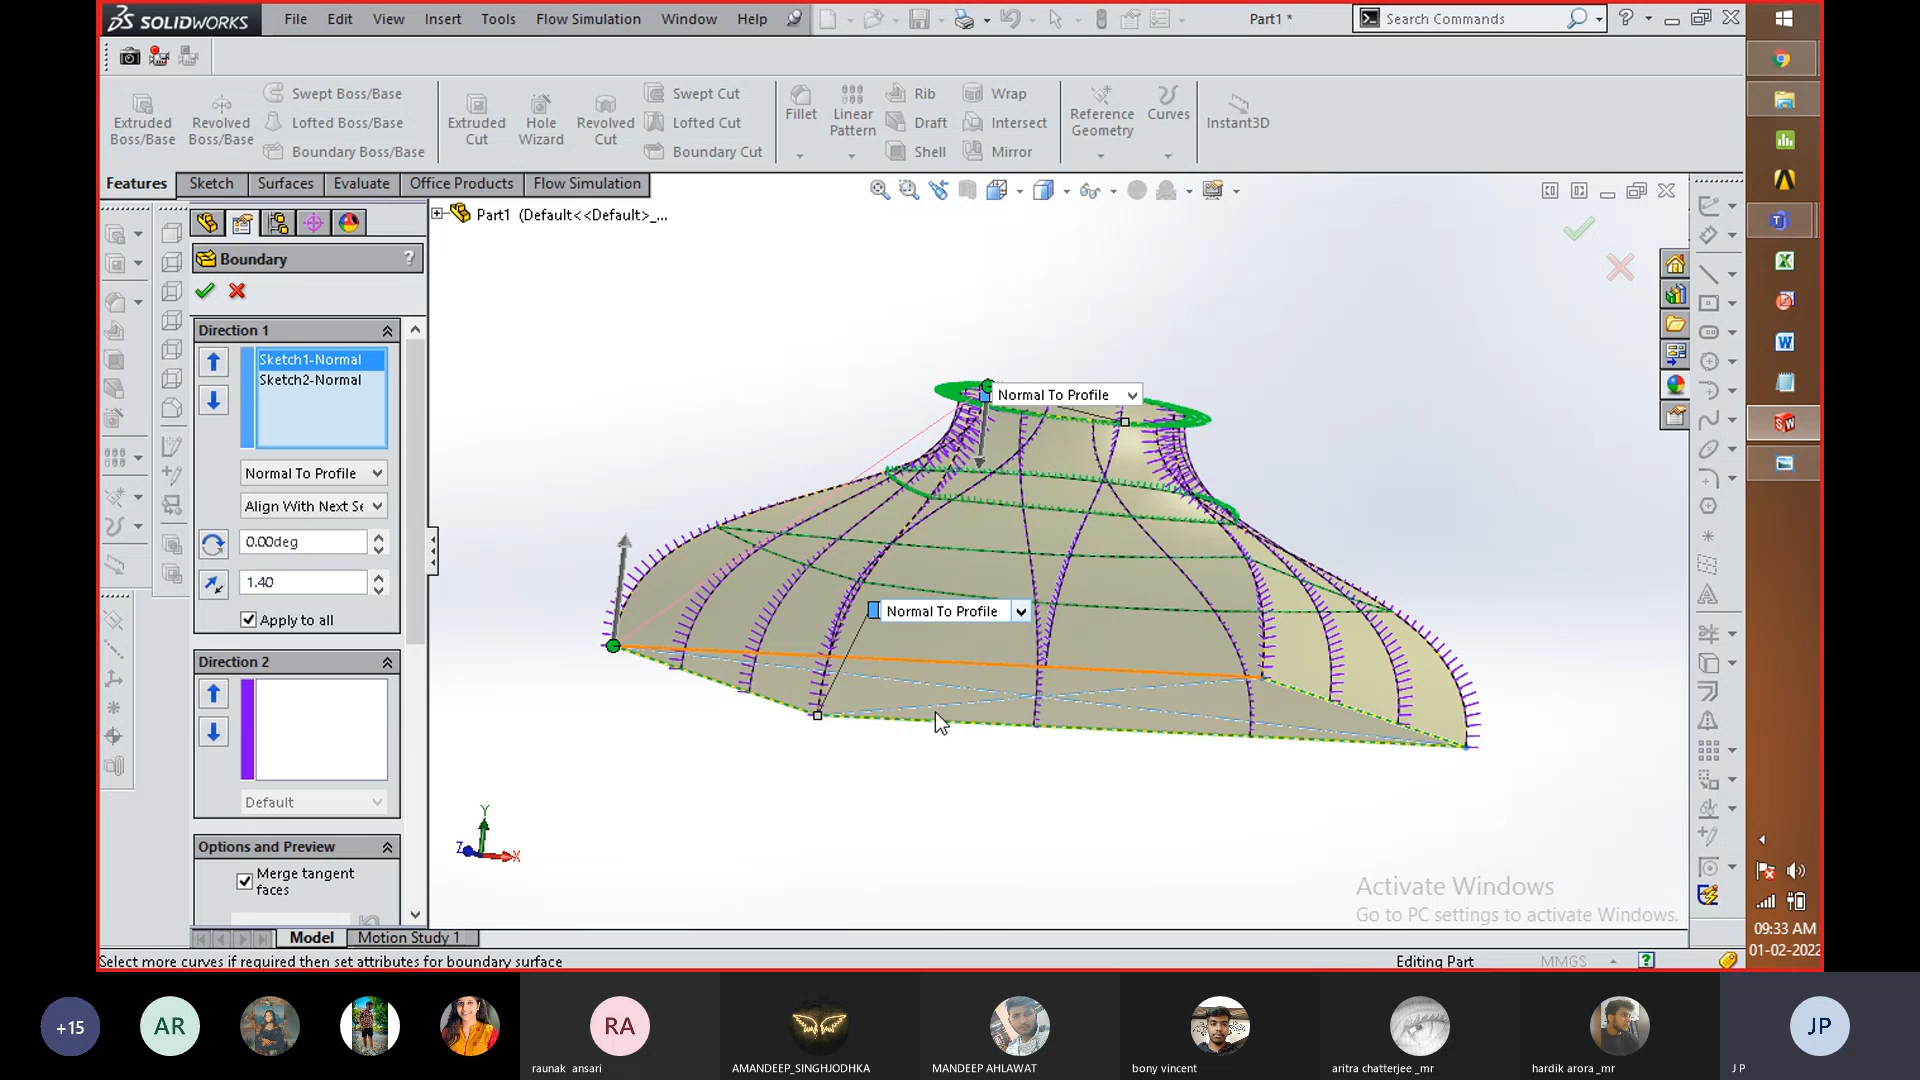 SOLIDWORKS File Edit View Insert Tools Flow Simulation Window Help Part1 * Search Commands ?
Extruded Boss/Base
Revolved Boss/Base
Swept Boss/Base
Lofted Boss/Base
Boundary Boss/Base
Extruded Cut
Hole Wizard
Revolved Cut
Swept Cut
Lofted Cut
Boundary Cut
Fillet
Linear Pattern
Rib
Draft
Shell
Wrap
Intersect
Mirror
Reference Geometry
Curves
Instant3D
Features Sketch Surfaces Evaluate Office Products Flow Simulation
Part1 (Default<<Default>_...
Boundary ?
Direction 1
Sketch1-Normal
Sketch2-Normal
Normal To Profile
Align With Next Se
0.00deg
1.40
Apply to all
Direction 2
Default
Options and Preview
Merge tangent
faces
Normal To Profile
Normal To Profile
Y
Z
X
Activate Windows
Go to PC settings to activate Windows.
Model Motion Study 1
Select more curves if required then set attributes for boundary surface
Editing Part MMGS ?
09:33 AM
01-02-2022
+15
AR
RA
raunak ansari
AMANDEEP_SINGHJODHKA
MANDEEP AHLAWAT
bony vincent
aritra chatterjee _mr
hardik arora _mr
JP
J P